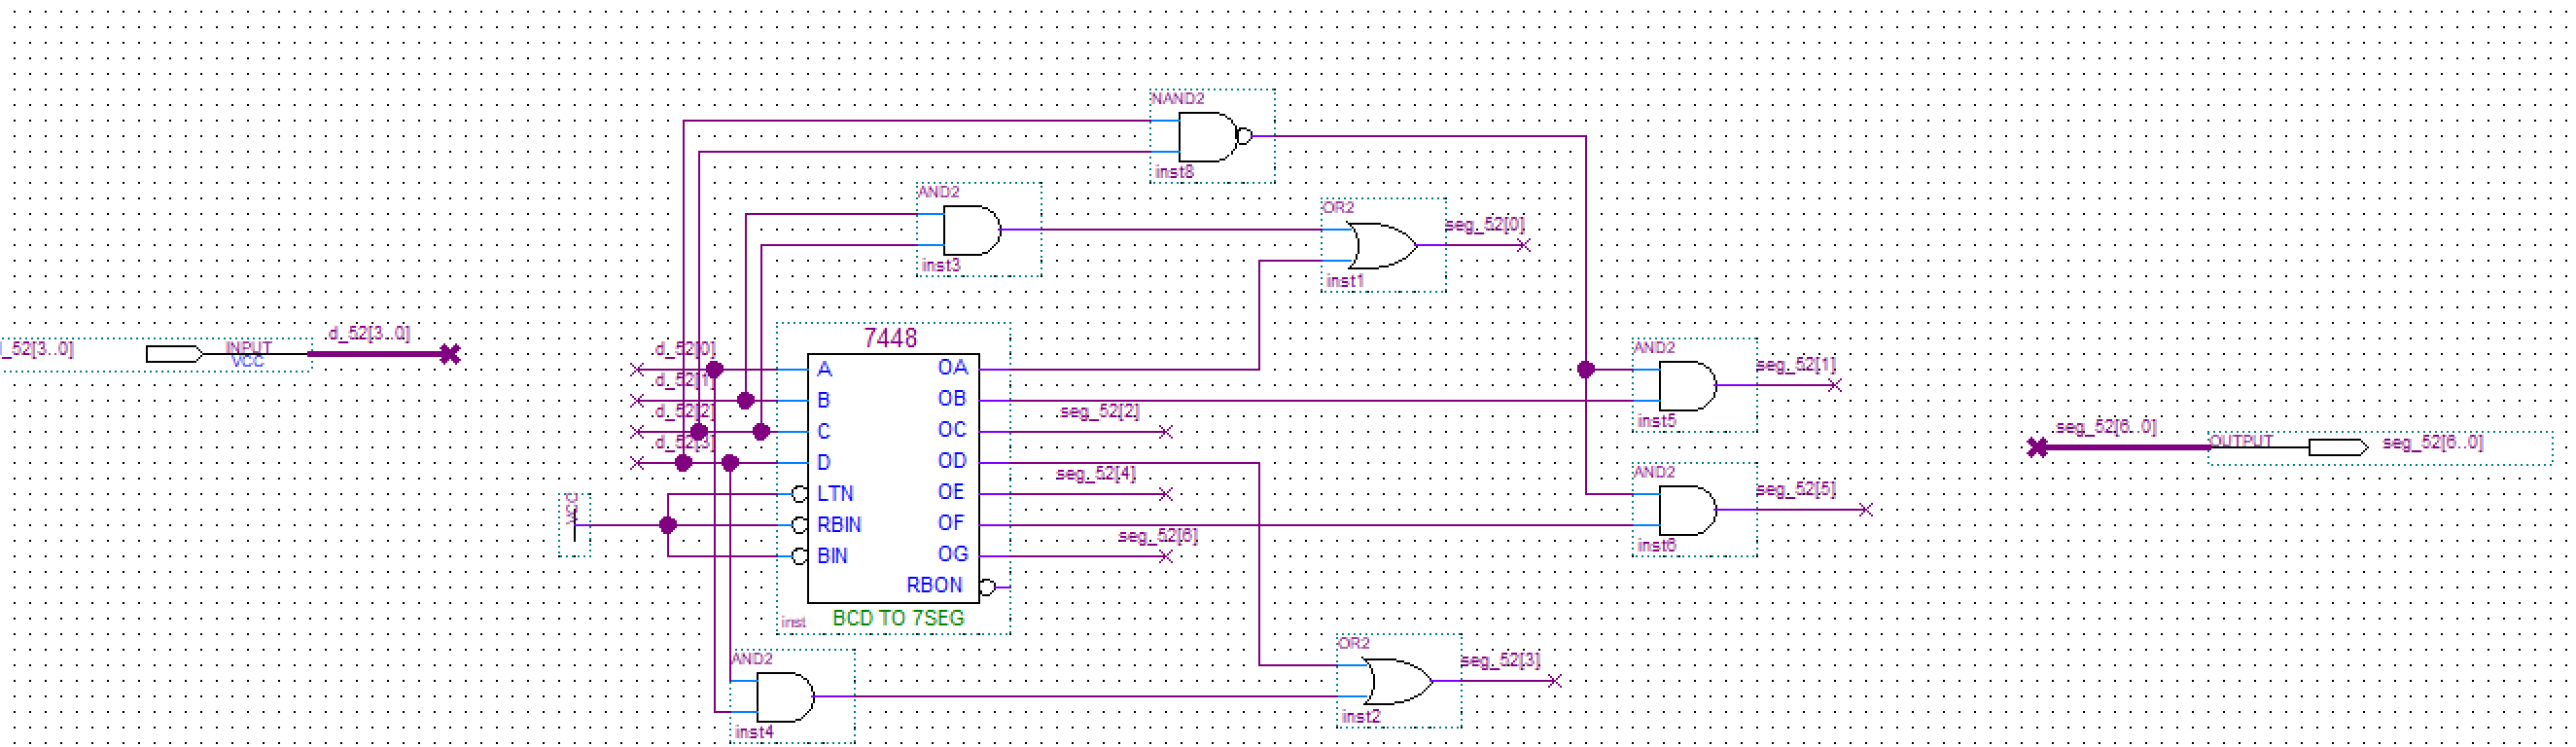 NAND2
inst8
AND2
inst3
OR2
seg_52[0]
inst1
_52[3..0]
INPUT
VCC
d_52[3..0]
7448
d_52[0]
d_52[1]
d_52[2]
d_52[3]
A
B
C
D
LTN
RBIN
BIN
OA
OB
OC
OD
OE
OF
OG
RBON
inst
BCD TO 7SEG
VCC
seg_52[2]
seg_52[4]
seg_52[6]
AND2
seg_52[1]
inst5
AND2
seg_52[5]
inst6
seg_52[6..0]
OUTPUT
seg_52[6..0]
AND2
inst4
OR2
seg_52[3]
inst2